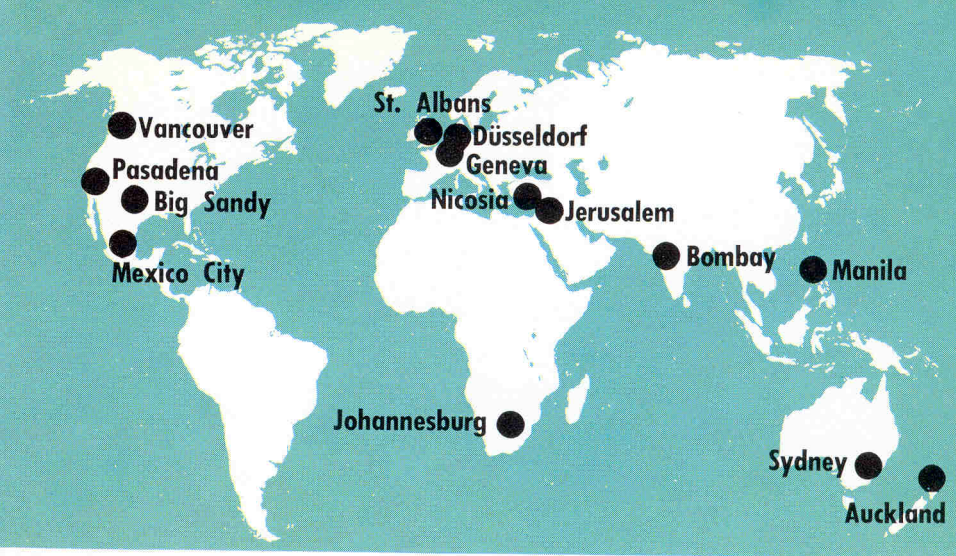 St. Albans
Vancouver
Düsseldorf
Geneva
Pasadena
Big Sandy
Nicosia
Jerusalem
Bombay
Manila
Mexico City
Johannesburg
Sydney
Auckland